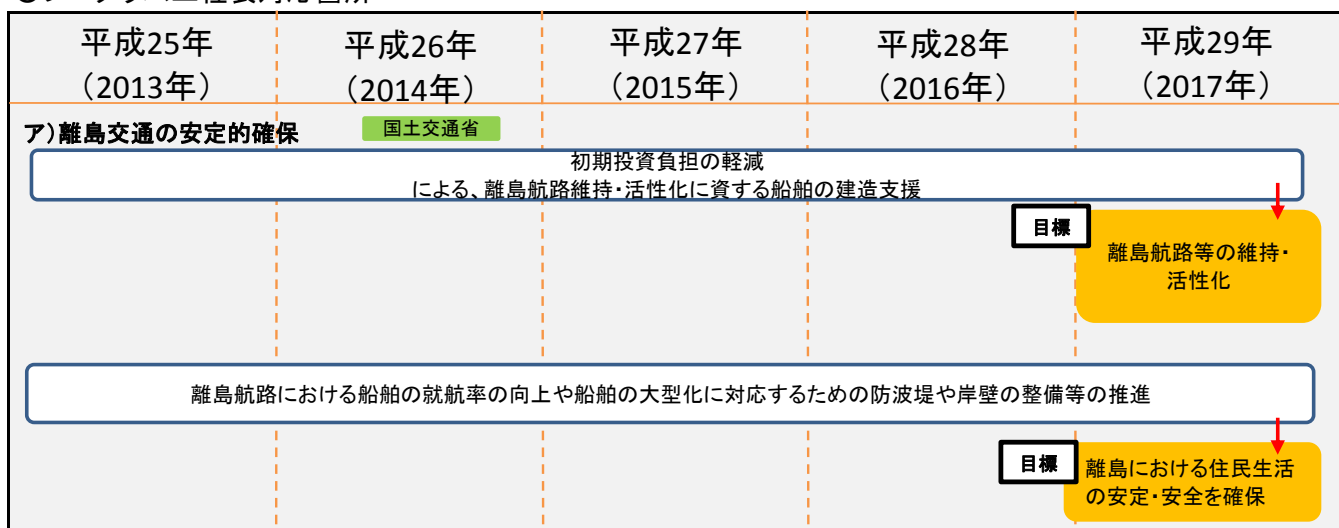 平成25年
（2013年）
平成26年
（2014年）
平成27年
（2015年）
平成28年
（2016年）
平成29年
（2017年）
ア）離島交通の安定的確保
国土交通省
初期投資負担の軽減
による、離島航路維持・活性化に資する船舶の建造支援
目標
離島航路等の維持・
活性化
離島航路における船舶の就航率の向上や船舶の大型化に対応するための防波堤や岸壁の整備等の推進
目標
離島における住民生活
の安定・安全を確保